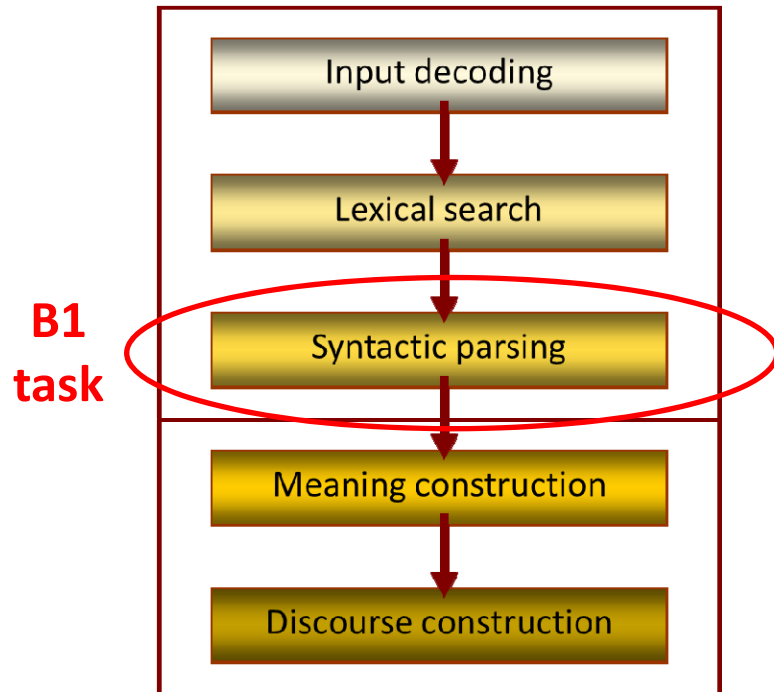 Input decoding
Lexical search
B1
task
Syntactic parsing
Meaning construction
Discourse construction